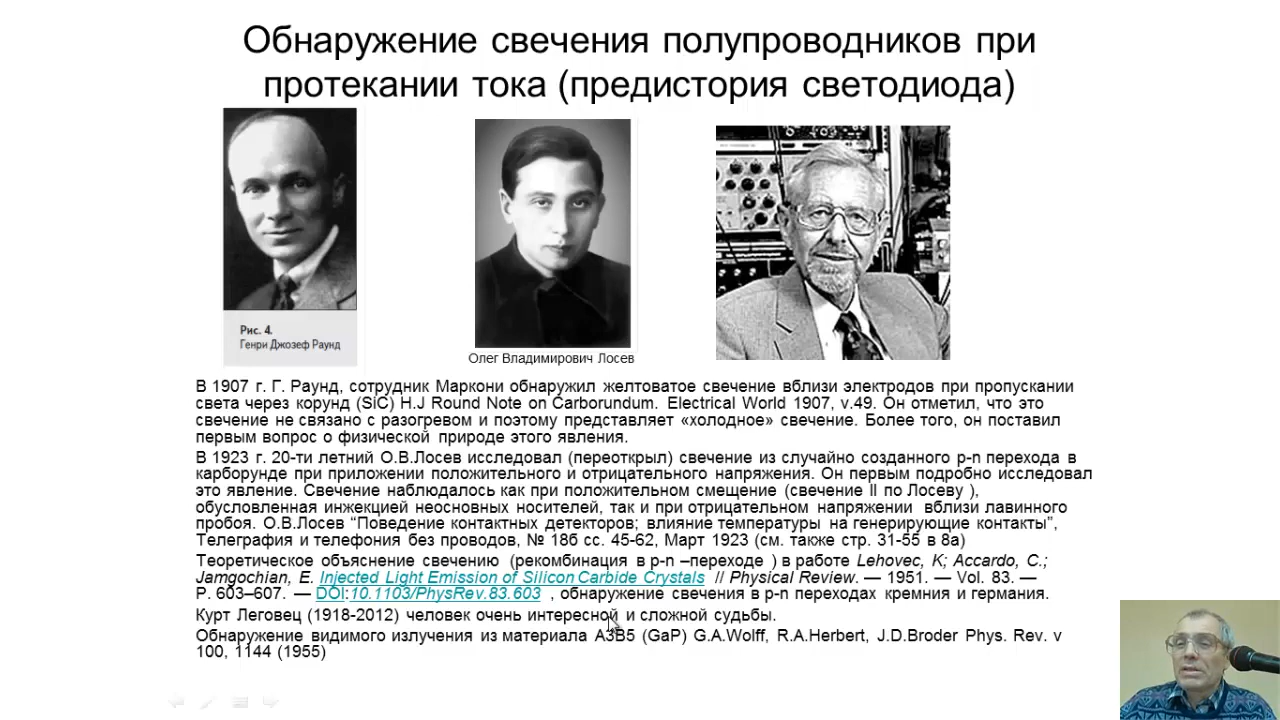 Обнаружение свечения полупроводников при
протекании тока (предистория светодиода)
Рис. 4.
Генри Джозеф Раунд
Олег Владимирович Лосев
В 1907 г. Г. Раунд, сотрудник Маркони обнаружил желтоватое свечение вблизи электродов при пропускании
света через корунд (SiC) H.J Round Note on Carborundum. Electrical World 1907, v.49. Он отметил, что это
свечение не связано с разогревом и поэтому представляет «холодное» свечение. Более того, он поставил
первым вопрос о физической природе этого явления.
В 1923 г. 20-ти летний О.В.Лосев исследовал (переоткрыл) свечение из случайно созданного p-n перехода в
карборунде при приложении положительного и отрицательного напряжения. Он первым подробно исследовал
это явление. Свечение наблюдалось как при положительном смещение (свечение II по Лосеву ),
обусловленная инжекцией неосновных носителей, так и при отрицательном напряжении вблизи лавинного
пробоя. О.В.Лосев “Поведение контактных детекторов; влияние температуры на генерирующие контакты”,
Телеграфия и телефония без проводов, № 18б сс. 45-62, Март 1923 (см. также стр. 31-55 в 8а)
Теоретическое объяснение свечению (рекомбинация в p-n –переходе ) в работе Lehovec, K; Accardo, C.;
Jamgochian, E. Injected Light Emission of Silicon Carbide Crystals // Physical Review. — 1951. — Vol. 83. —
P. 603–607. — DOI:10.1103/PhysRev.83.603 , обнаружение свечения в p-n переходах кремния и германия.
Курт Леговец (1918-2012) человек очень интересной и сложной судьбы.
Обнаружение видимого излучения из материала А3В5 (GaP) G.A.Wolff, R.A.Herbert, J.D.Broder Phys. Rev. v
100, 1144 (1955)